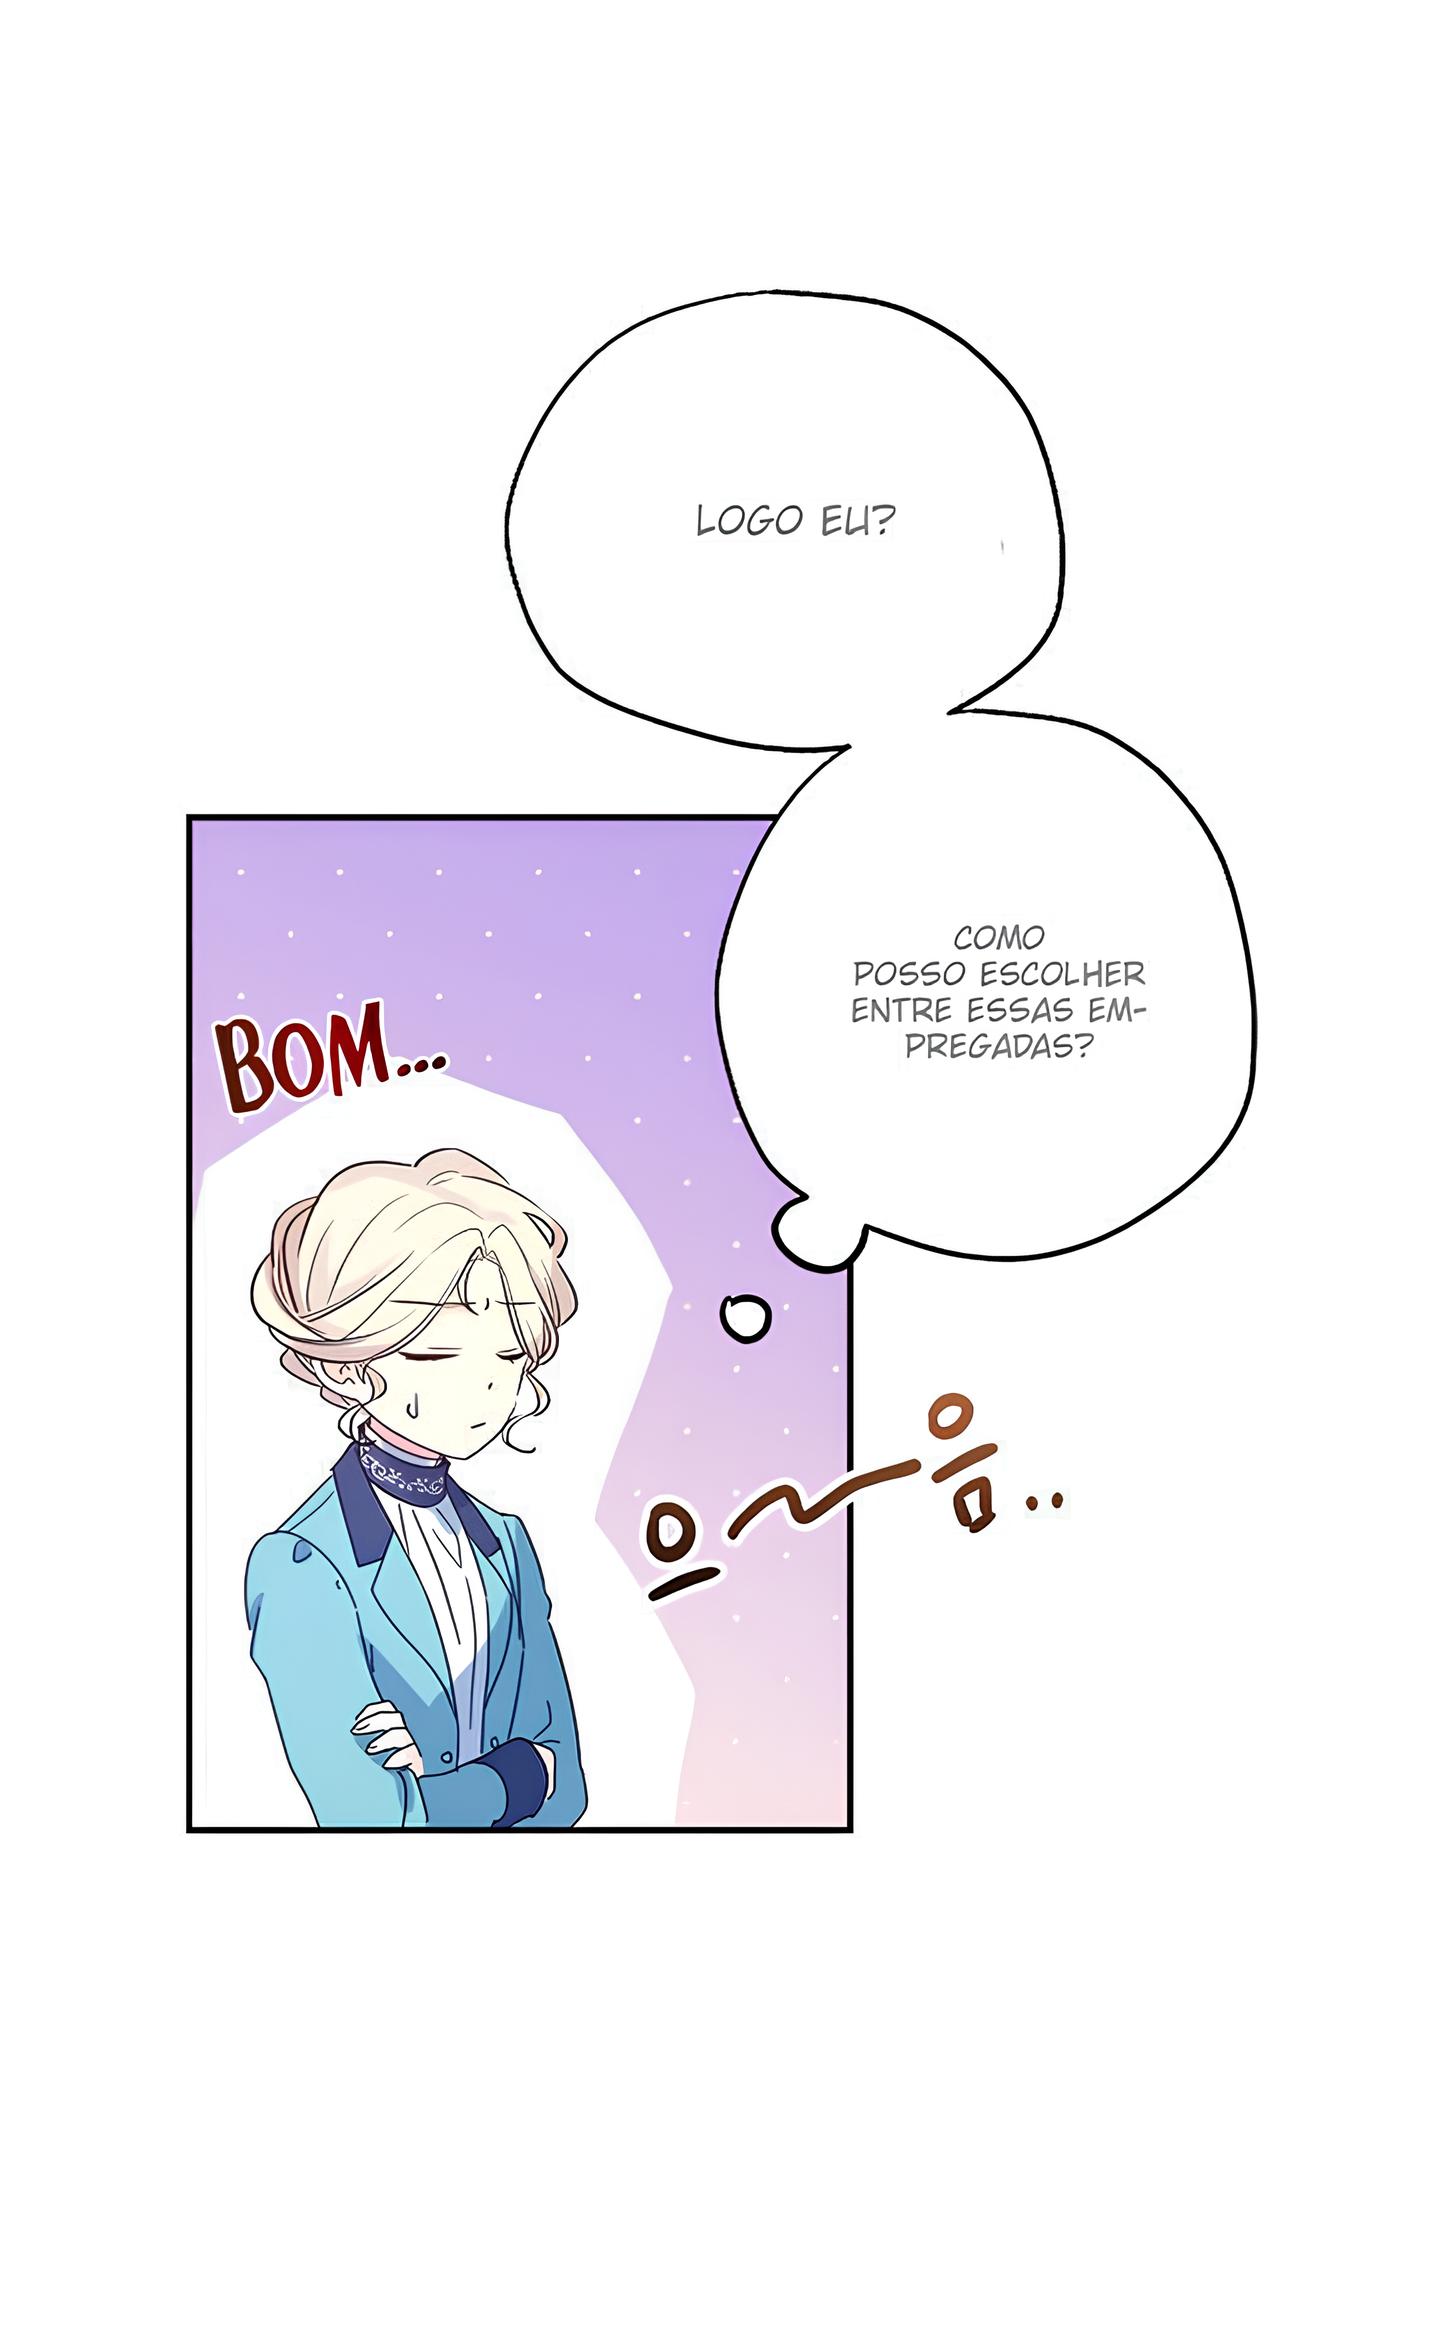 LOGO EU?
COMO
POSSO ESCOLHER
ENTRE ESSAS EM-
PREGADAS?
BOM...
으~음..